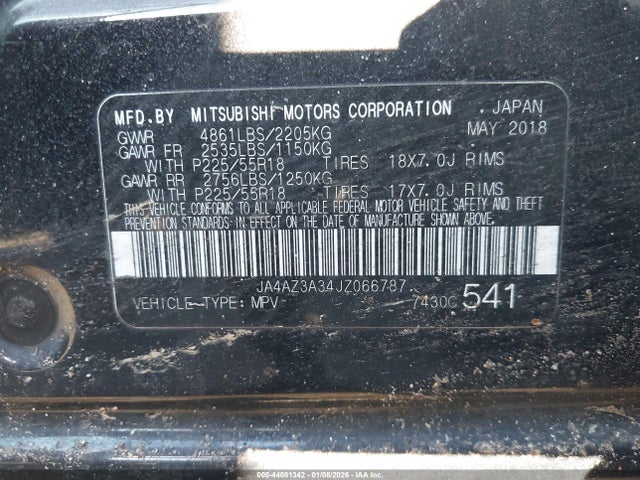 MFD.BY MITSUBISHI MOTORS CORPORATION . JAPAN
GVWR 4861LBS/2205KG MAY 2018
GAWR FR 2535LBS/1150KG
WITH P225/55R18 TIRES 18X7.0J RIMS
GAWR RR 2756LBS/1250KG
WITH P225/55R18 TIRES 17X7.0J RIMS
THIS VEHICLE CONFORMS TO ALL APPLICABLE FEDERAL MOTOR VEHICLE SAFETY AND THEFT
PREVENTION STANDARDS IN EFFECT ON THE DATE OF MANUFACTURE SHOWN ABOVE.
JA4AZ3A34JZ066787
VEHICLE-TYPE: MPV 7430C 541
IAA-44081342 - 01/08/2026 - IAA Inc.